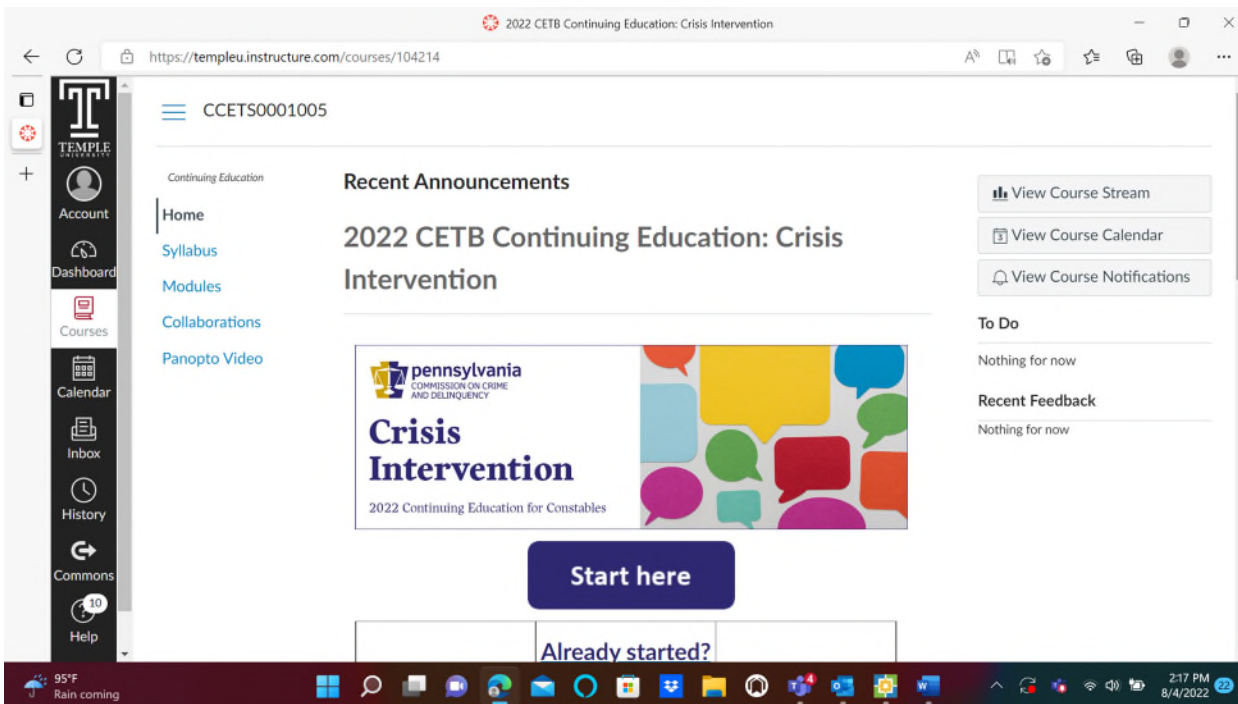 2022 CETB Continuing Education: Crisis Intervention
https://templeu.instructure.com/courses/104214
TEMPLE
UNIVERSITY
Account
Dashboard
Courses
Calendar
Inbox
History
Commons
10
Help
CCETS0001005
Continuing Education
Home
Syllabus
Modules
Collaborations
Panopto Video
Recent Announcements
2022 CETB Continuing Education: Crisis
Intervention
pennsylvania
COMMISSION ON CRIME
AND DELINQUENCY
Crisis
Intervention
2022 Continuing Education for Constables
Start here
Already started?
View Course Stream
View Course Calendar
View Course Notifications
To Do
Nothing for now
Recent Feedback
Nothing for now
95°F
Rain coming
2:17 PM
8/4/2022
22